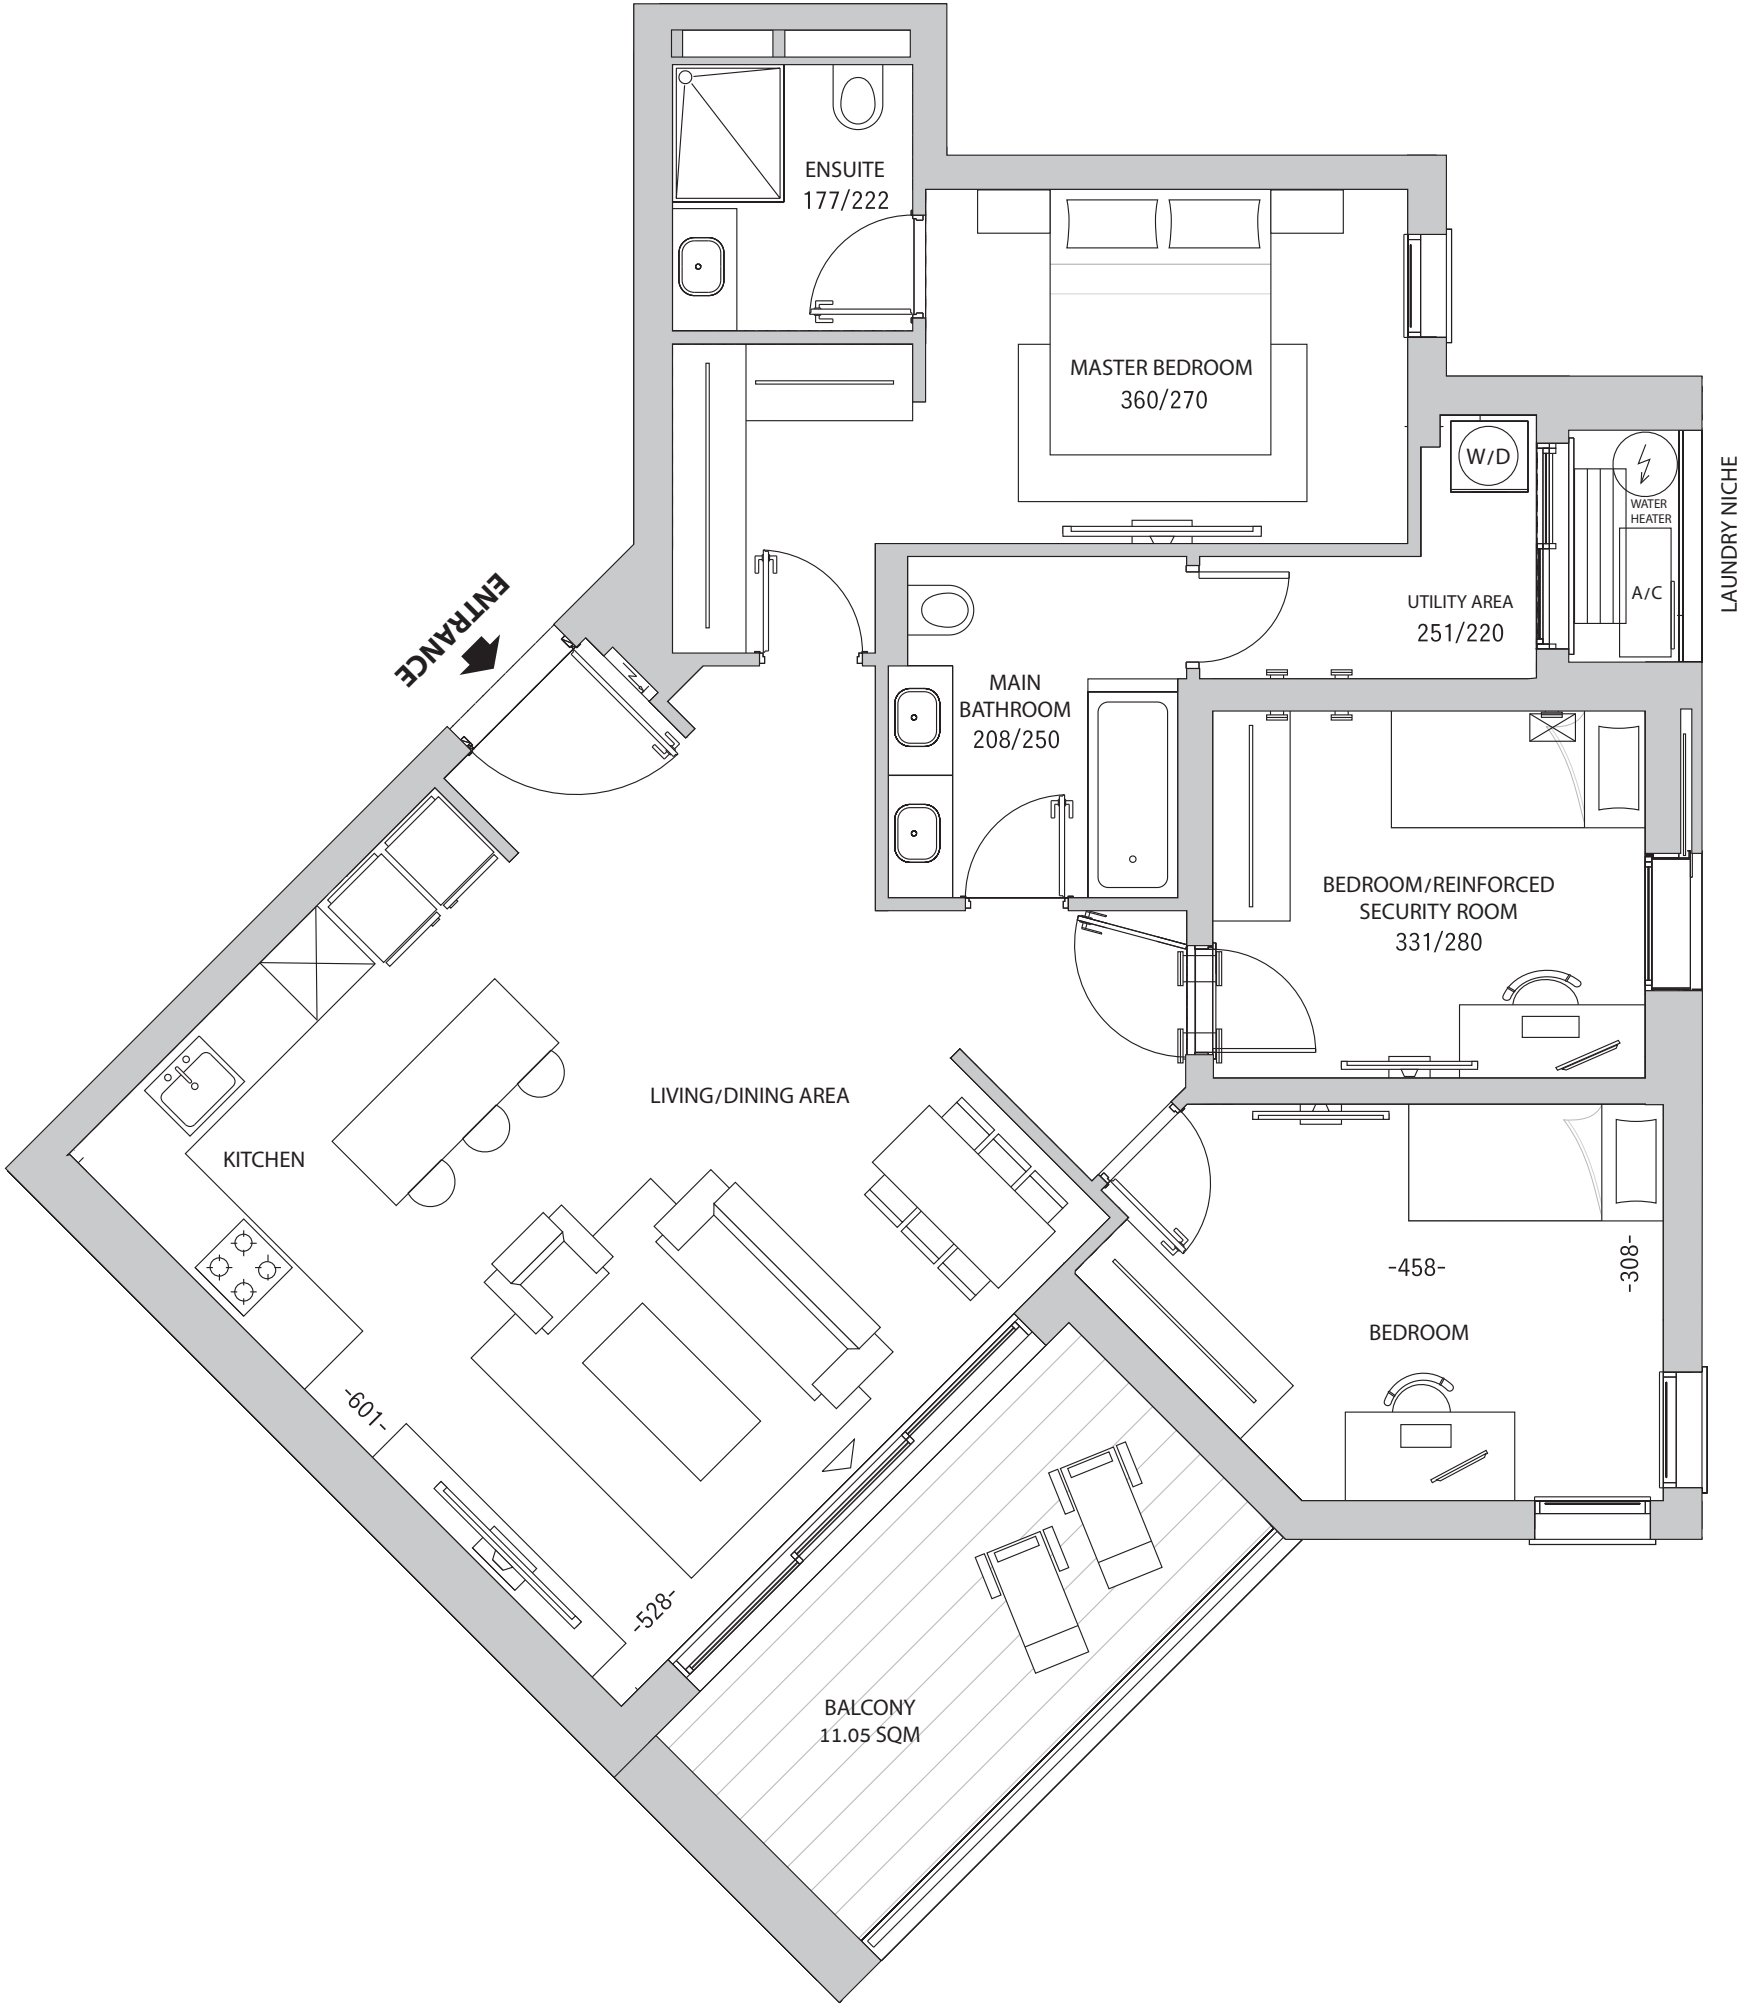 ENSUITE
177/222
MASTER BEDROOM
360/270
W/D
WATER
HEATER
A/C
LAUNDRY NICHE
UTILITY AREA
251/220
ENTRANCE
MAIN
BATHROOM
208/250
BEDROOM/REINFORCED
SECURITY ROOM
331/280
LIVING/DINING AREA
KITCHEN
-458-
-308-
BEDROOM
-601-
-528-
BALCONY
11.05 SQM